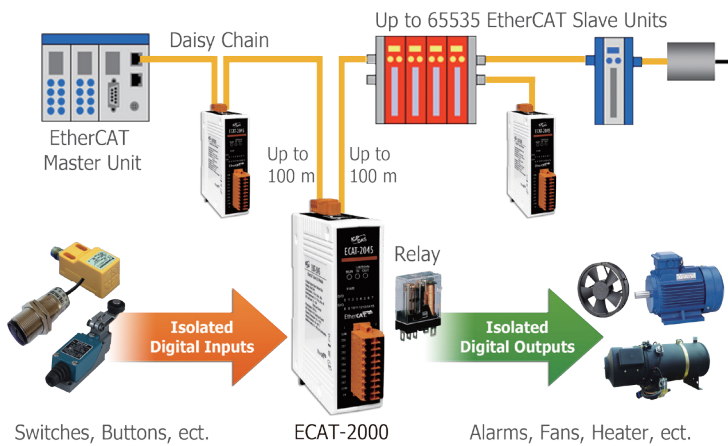 Up to 65535 EtherCAT Slave Units
Daisy Chain
EtherCAT
Master Unit
Up to
100 m
Up to
100 m
ECAT-2045
Relay
EtherCAT
Isolated
Digital Inputs
Isolated
Digital Outputs
Switches, Buttons, ect.
ECAT-2000
Alarms, Fans, Heater, ect.